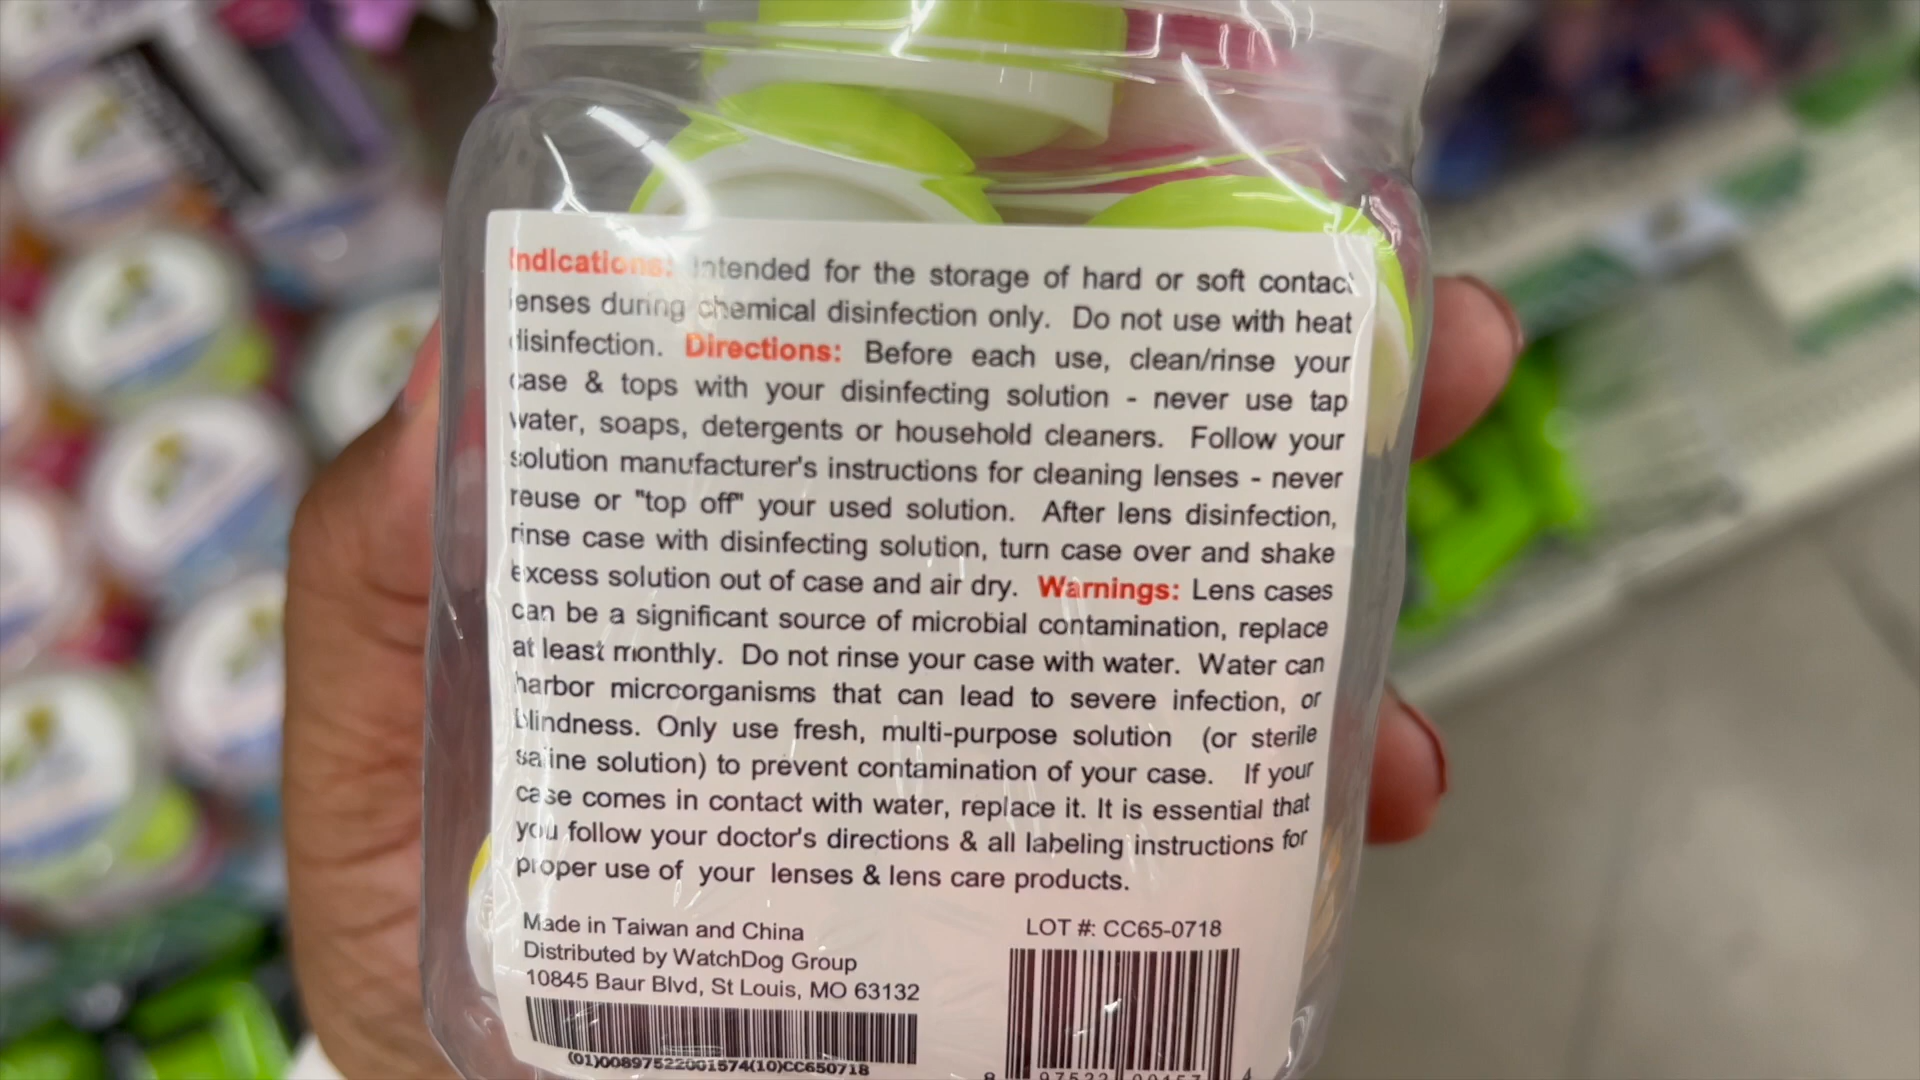 Indications: Intended for the storage of hard or soft contact
lenses during chemical disinfection only. Do not use with heat
disinfection. Directions: Before each use, clean/rinse your
case & tops with your disinfecting solution - never use tap
water, soaps, detergents or household cleaners. Follow your
solution manufacturer's instructions for cleaning lenses - never
reuse or "top off" your used solution. After lens disinfection,
rinse case with disinfecting solution, turn case over and shake
excess solution out of case and air dry. Warnings: Lens cases
can be a significant source of microbial contamination, replace
at least monthly. Do not rinse your case with water. Water can
harbor microorganisms that can lead to severe infection, or
blindness. Only use fresh, multi-purpose solution (or sterile
saline solution) to prevent contamination of your case. If your
case comes in contact with water, replace it. It is essential that
you follow your doctor's directions & all labeling instructions for
proper use of your lenses & lens care products.
Made in Taiwan and China
Distributed by WatchDog Group
10845 Baur Blvd, St Louis, MO 63132
(01)00897522001574(10)CC650718
LOT #: CC65-0718
8 97522 00157 4